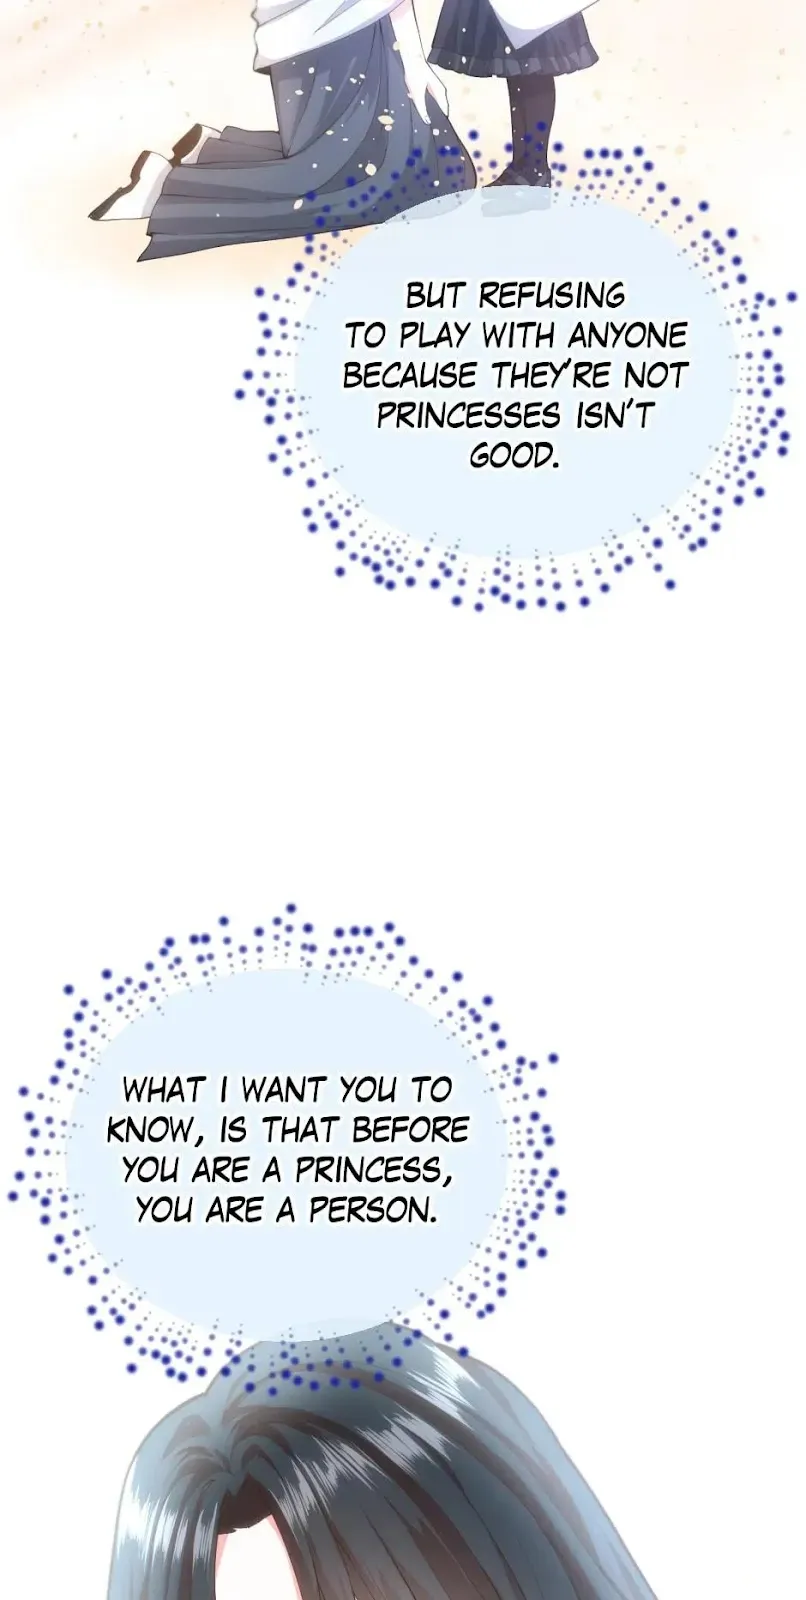 BUT REFUSING
TO PLAY WITH ANYONE
BECAUSE THEY'RE NOT
PRINCESSES ISN'T
GOOD.
WHAT I WANT YOU TO
KNOW, IS THAT BEFORE
YOU ARE A PRINCESS,
YOU ARE A PERSON.